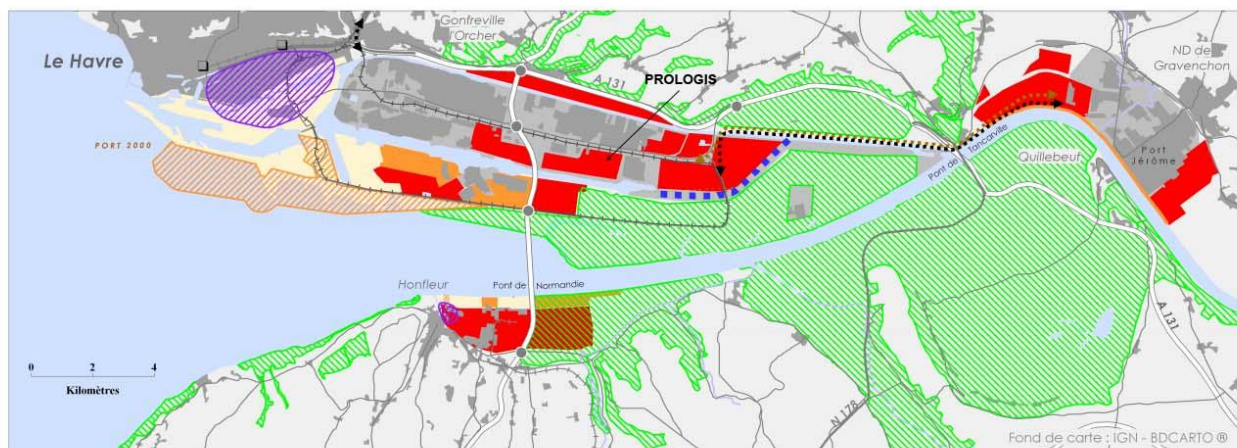 Gonfreville
l'Orcher
Le Havre
ND de
Gravenchon
A 131
PROLOGIS
PORT 2000
Pont de Tancarville
Quillebeuf
Port
Jérôme
Honfleur
Pont de Normandie
A 131
0 2 4
Kilomètres
N 178
Fond de carte : IGN - BDCARTO ®